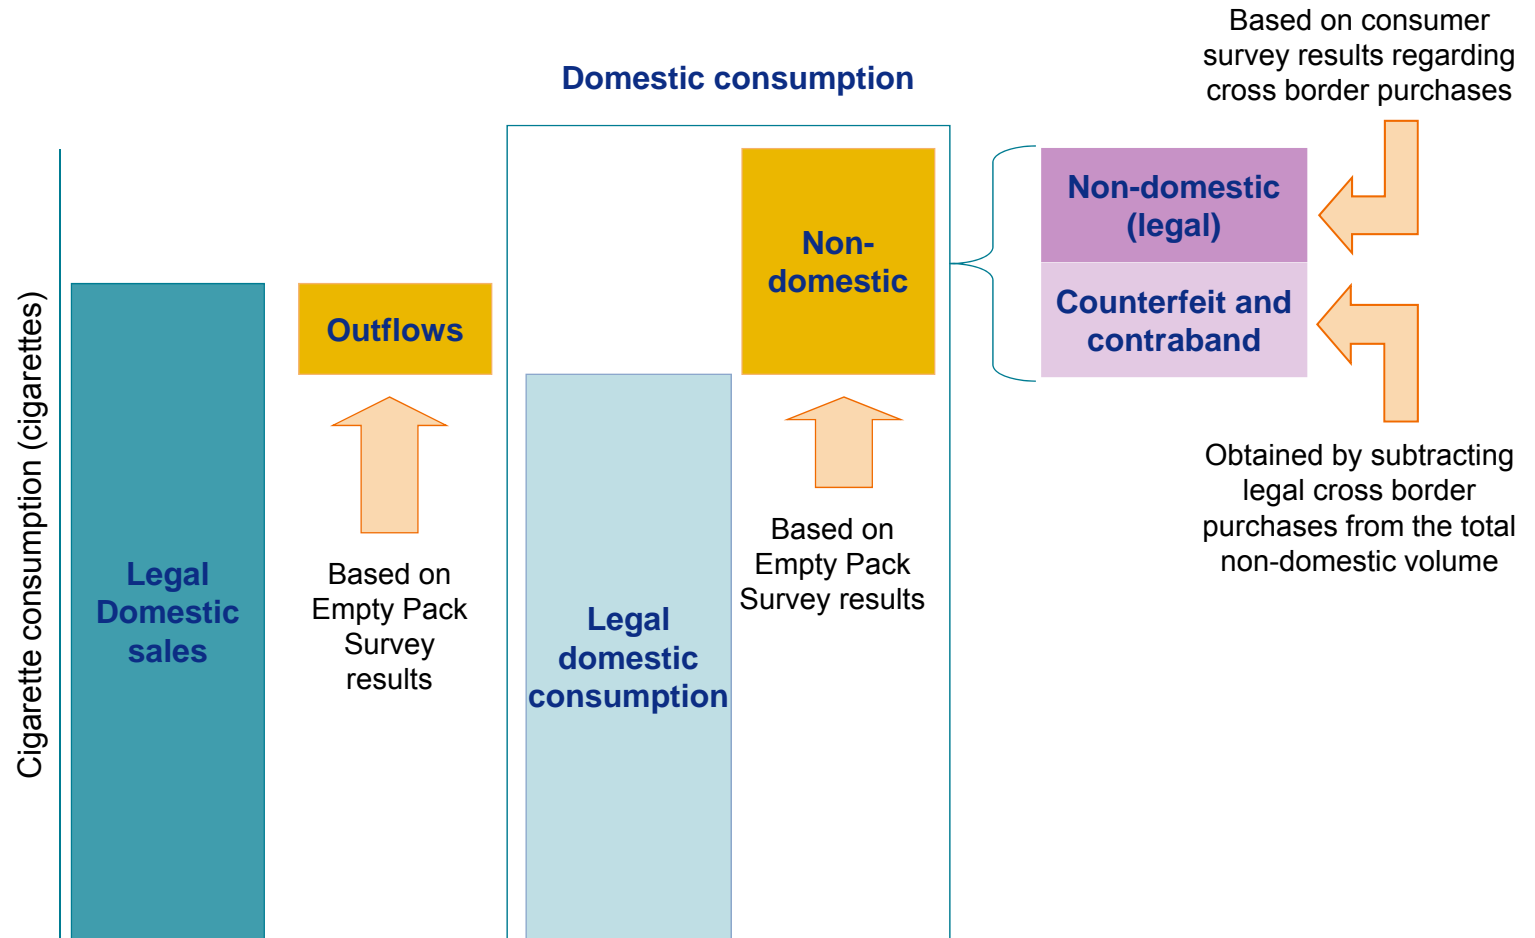 Based on consumer
survey results regarding
cross border purchases
Domestic consumption
Cigarette consumption (cigarettes)
Legal
Domestic
sales
Outflows
Based on
Empty Pack
Survey
results
Legal
domestic
consumption
Non-
domestic
Based on
Empty Pack
Survey results
Non-domestic
(legal)
Counterfeit and
contraband
Obtained by subtracting
legal cross border
purchases from the total
non-domestic volume